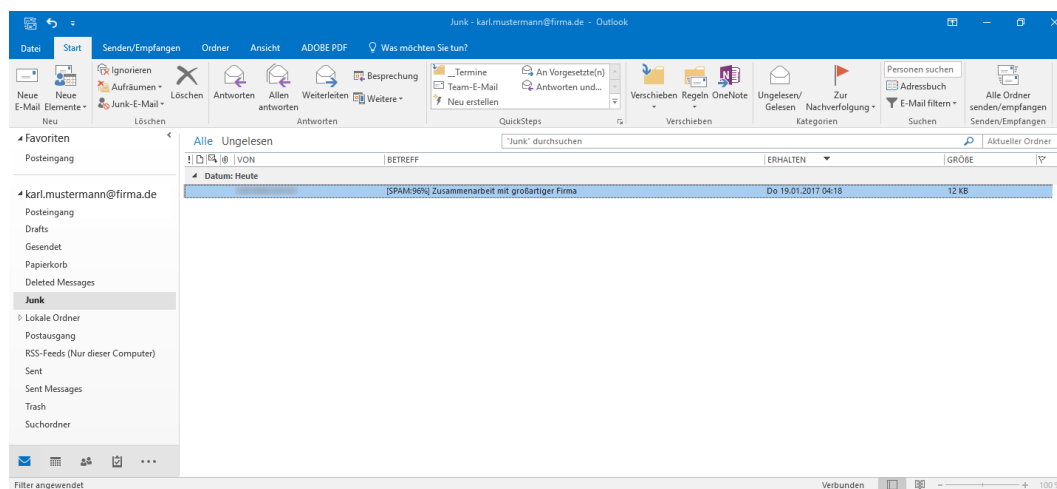 Junk - karl.mustermann@firma.de - Outlook
Datei Start Senden/Empfangen Ordner Ansicht ADOBE PDF Was möchten Sie tun?
Neue E-Mail
Neue Elemente
Ignorieren
Aufräumen
Junk-E-Mail
Löschen
Antworten
Allen antworten
Weiterleiten
Besprechung
Weitere
_Termine
Team-E-Mail
Neu erstellen
An Vorgesetzte(n)
Antworten und...
Verschieben
Regeln
OneNote
Ungelesen/ Gelesen
Zur Nachverfolgung
Personen suchen
Adressbuch
E-Mail filtern
Alle Ordner senden/empfangen
Neu Löschen Antworten QuickSteps Verschieben Kategorien Suchen Senden/Empfangen
Favoriten
Posteingang
karl.mustermann@firma.de
Posteingang
Drafts
Gesendet
Papierkorb
Deleted Messages
Junk
Lokale Ordner
Postausgang
RSS-Feeds (Nur dieser Computer)
Sent
Sent Messages
Trash
Suchordner
Alle Ungelesen
"Junk" durchsuchen
Aktueller Ordner
VON BETREFF ERHALTEN GRÖßE
Datum: Heute
[SPAM:96%] Zusammenarbeit mit großartiger Firma Do 19.01.2017 04:18 12 KB
Filter angewendet
Verbunden
100